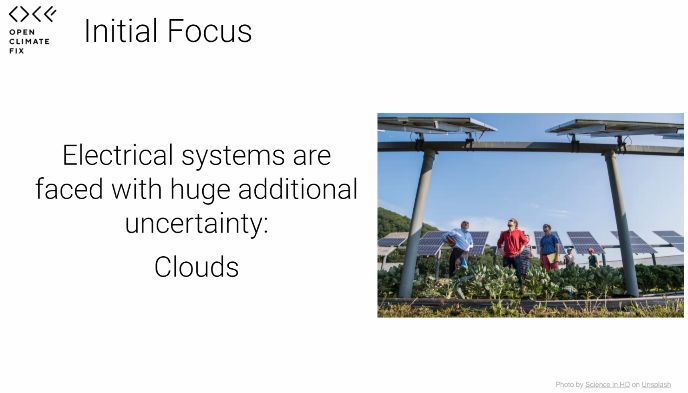 OPEN
CLIMATE
FIX
Initial Focus
Electrical systems are
faced with huge additional
uncertainty:
Clouds
Photo by Science in HD on Unsplash